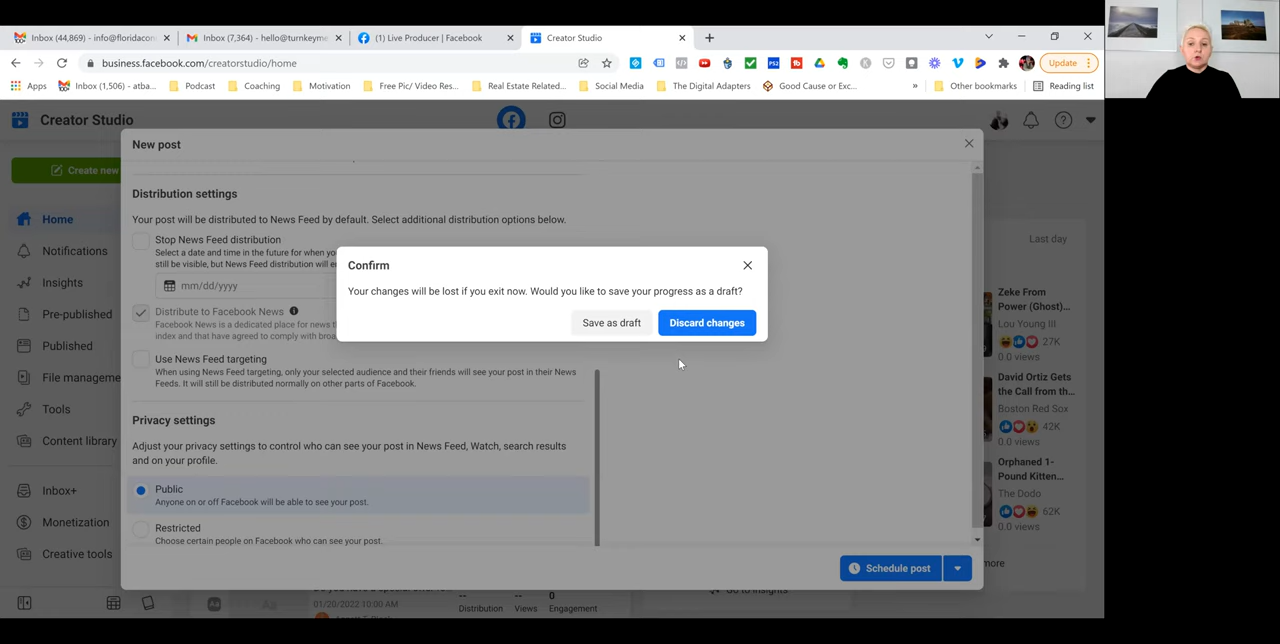 Inbox (44,869) - info@floridacon
Inbox (7,364) - hello@turnkeyme
(1) Live Producer | Facebook
Creator Studio
business.facebook.com/creatorstudio/home
Update
Apps
Inbox (1,506) - atba...
Podcast
Coaching
Motivation
Free Pic/ Video Res...
Real Estate Related...
Social Media
The Digital Adapters
Good Cause or Exc...
»
Other bookmarks
Reading list
Creator Studio
Create new
Home
Notifications
Insights
Pre-published
Published
File manageme
Tools
Content library
Inbox+
Monetization
Creative tools
New post
Distribution settings
Your post will be distributed to News Feed by default. Select additional distribution options below.
Stop News Feed distribution
Select a date and time in the future for when yo
still be visible, but News Feed distribution will e
mm/dd/yyyy
Distribute to Facebook News
Facebook News is a dedicated place for news t
index and that have agreed to comply with broa
Use News Feed targeting
When using News Feed targeting, only your selected audience and their friends will see your post in their News
Feeds. It will still be distributed normally on other parts of Facebook.
Privacy settings
Adjust your privacy settings to control who can see your post in News Feed, Watch, search results
and on your profile.
Public
Anyone on or off Facebook will be able to see your post.
Restricted
Choose certain people on Facebook who can see your post.
Confirm
Your changes will be lost if you exit now. Would you like to save your progress as a draft?
Save as draft
Discard changes
Schedule post
Last day
Zeke From
Power (Ghost)...
Lou Young III
27K
0.0 views
David Ortiz Gets
the Call from th...
Boston Red Sox
42K
0.0 views
Orphaned 1-
Pound Kitten...
The Dodo
62K
0.0 views
more
Go to Insights
01/20/2022 10:00 AM
--
Distribution
--
Views
0
Engagement